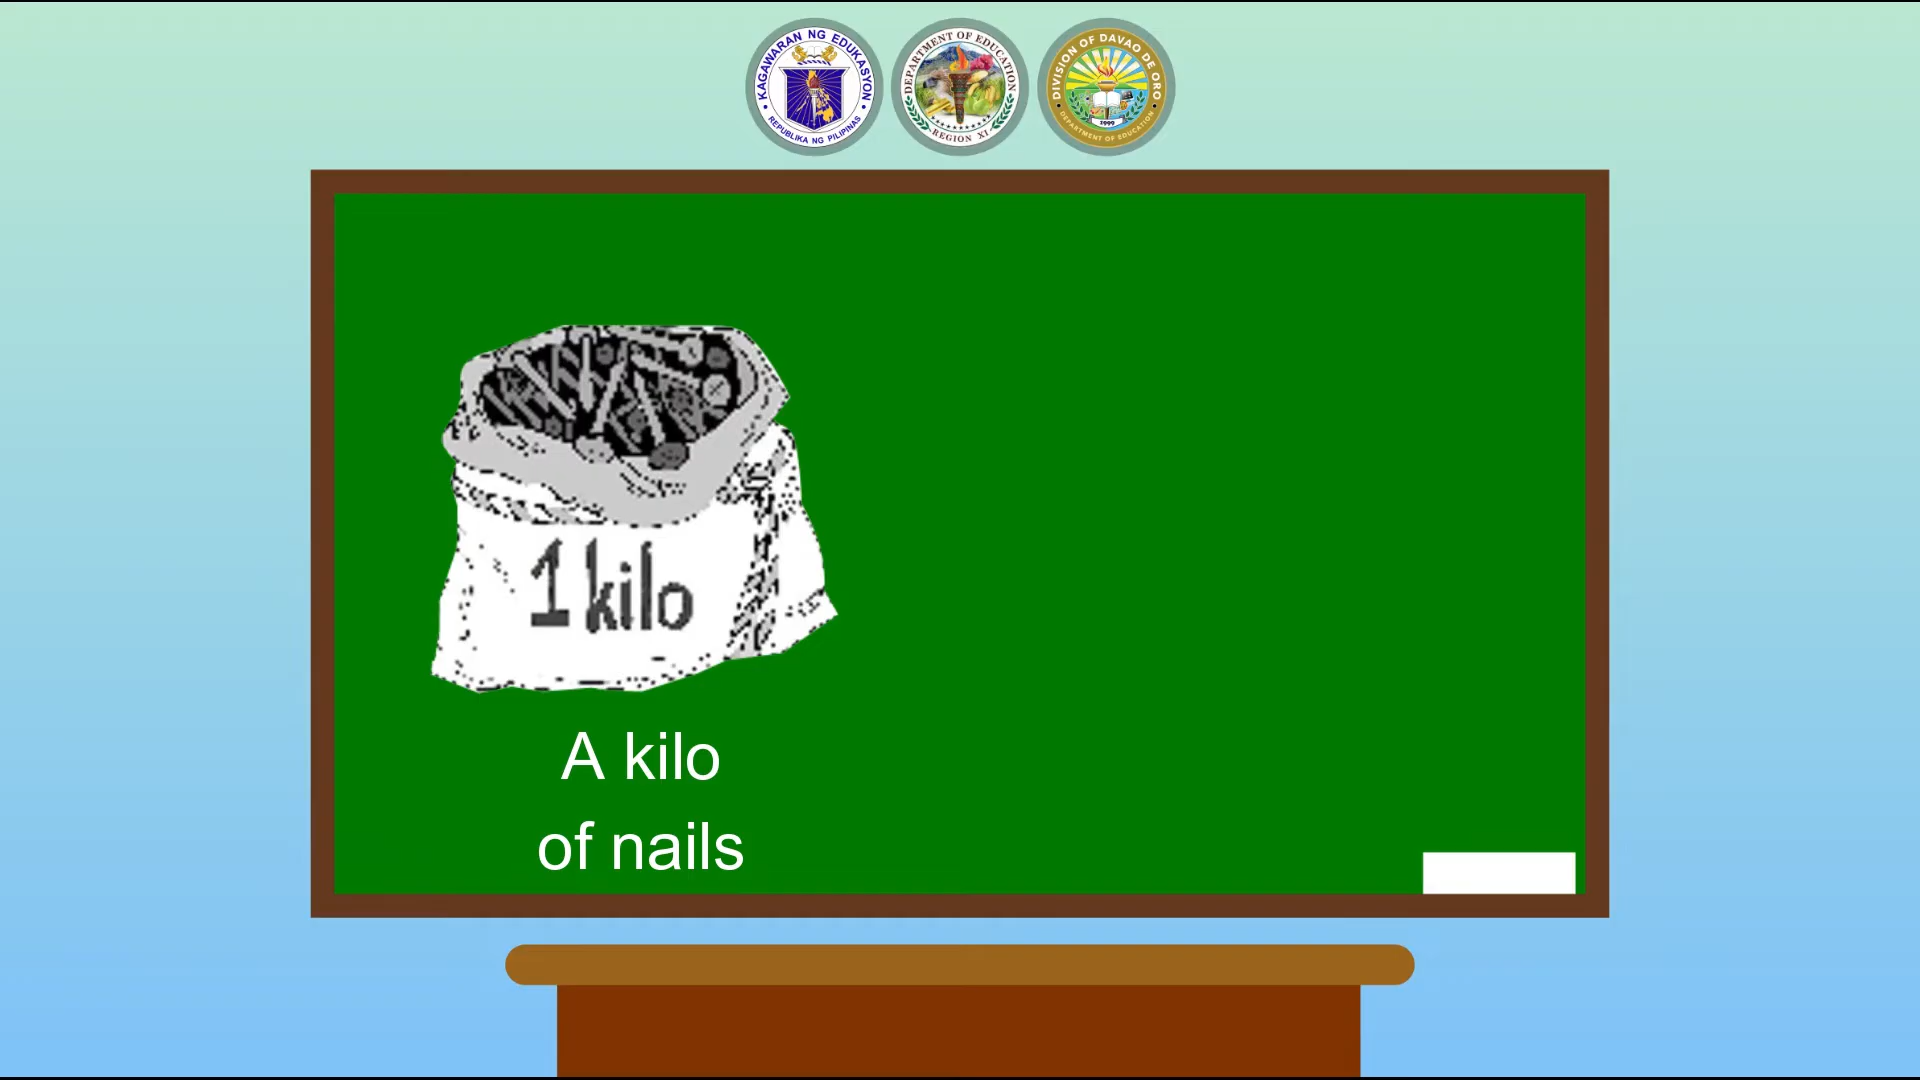 KAGAWARAN NG EDUKASYON
REPUBLIKA NG PILIPINAS
DEPARTMENT OF EDUCATION
REGION XI
DIVISION OF DAVAO DE ORO
1999
DEPARTMENT OF EDUCATION
1 kilo
A kilo
of nails